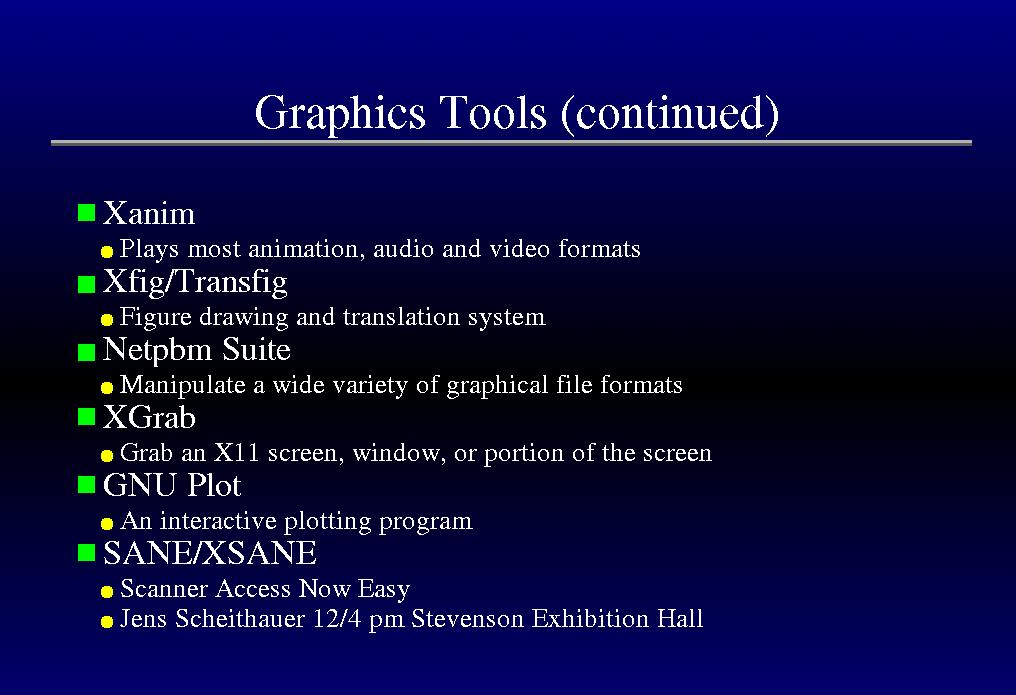 Graphics Tools (continued)
Xanim
Plays most animation, audio and video formats
Xfig/Transfig
Figure drawing and translation system
Netpbm Suite
Manipulate a wide variety of graphical file formats
XGrab
Grab an X11 screen, window, or portion of the screen
GNU Plot
An interactive plotting program
SANE/XSANE
Scanner Access Now Easy
Jens Scheithauer 12/4 pm Stevenson Exhibition Hall